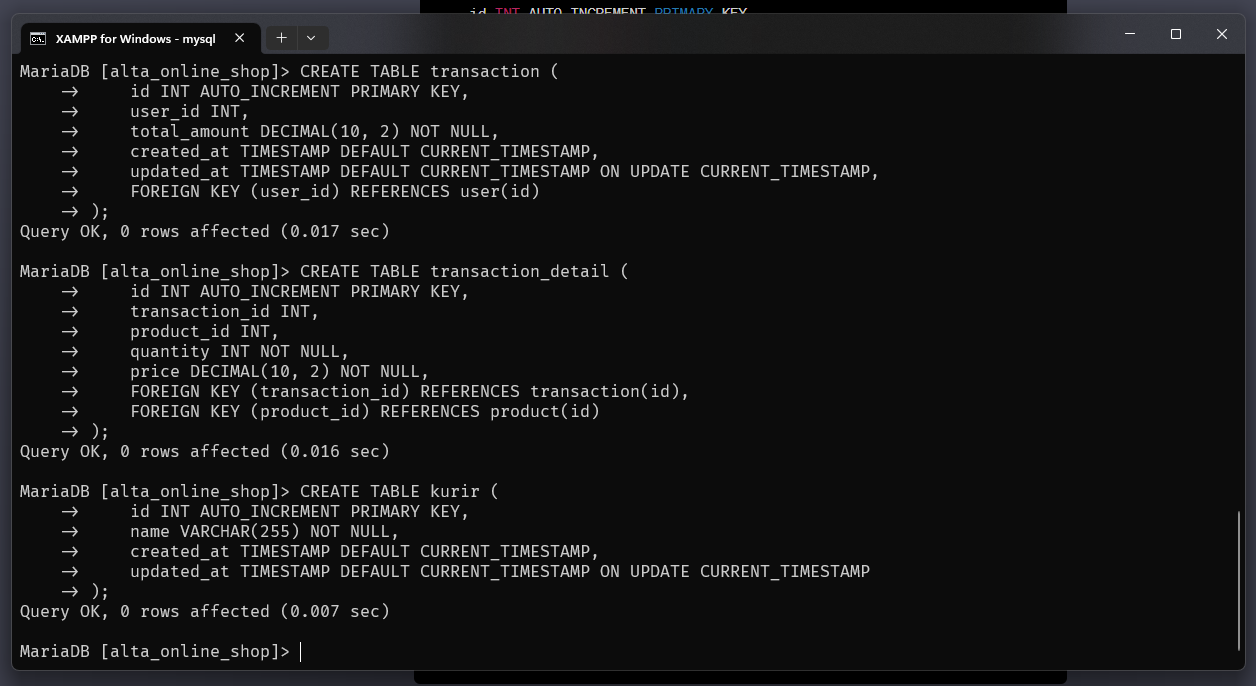 id INT AUTO_INCREMENT PRIMARY KEY
XAMPP for Windows - mysql
MariaDB [alta_online_shop]> CREATE TABLE transaction (
    ->     id INT AUTO_INCREMENT PRIMARY KEY,
    ->     user_id INT,
    ->     total_amount DECIMAL(10, 2) NOT NULL,
    ->     created_at TIMESTAMP DEFAULT CURRENT_TIMESTAMP,
    ->     updated_at TIMESTAMP DEFAULT CURRENT_TIMESTAMP ON UPDATE CURRENT_TIMESTAMP,
    ->     FOREIGN KEY (user_id) REFERENCES user(id)
    -> );
Query OK, 0 rows affected (0.017 sec)
MariaDB [alta_online_shop]> CREATE TABLE transaction_detail (
    ->     id INT AUTO_INCREMENT PRIMARY KEY,
    ->     transaction_id INT,
    ->     product_id INT,
    ->     quantity INT NOT NULL,
    ->     price DECIMAL(10, 2) NOT NULL,
    ->     FOREIGN KEY (transaction_id) REFERENCES transaction(id),
    ->     FOREIGN KEY (product_id) REFERENCES product(id)
    -> );
Query OK, 0 rows affected (0.016 sec)
MariaDB [alta_online_shop]> CREATE TABLE kurir (
    ->     id INT AUTO_INCREMENT PRIMARY KEY,
    ->     name VARCHAR(255) NOT NULL,
    ->     created_at TIMESTAMP DEFAULT CURRENT_TIMESTAMP,
    ->     updated_at TIMESTAMP DEFAULT CURRENT_TIMESTAMP ON UPDATE CURRENT_TIMESTAMP
    -> );
Query OK, 0 rows affected (0.007 sec)
MariaDB [alta_online_shop]>